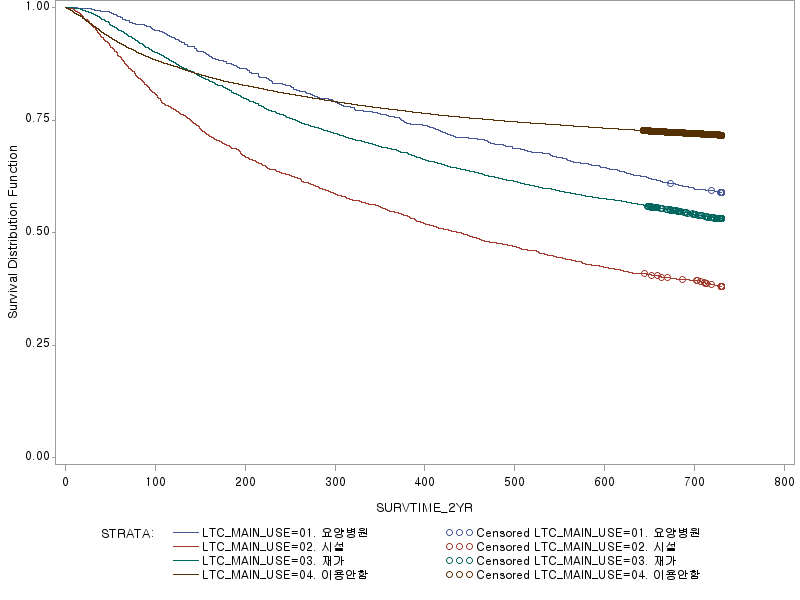 1.00
0.75
0.50
0.25
0.00
Survival Distribution Function
0 100 200 300 400 500 600 700 800
SURVTIME_2YR
STRATA: LTC_MAIN_USE=01. 요양병원 Censored LTC_MAIN_USE=01. 요양병원
LTC_MAIN_USE=02. 시설 Censored LTC_MAIN_USE=02. 시설
LTC_MAIN_USE=03. 재가 Censored LTC_MAIN_USE=03. 재가
LTC_MAIN_USE=04. 이용안함 Censored LTC_MAIN_USE=04. 이용안함